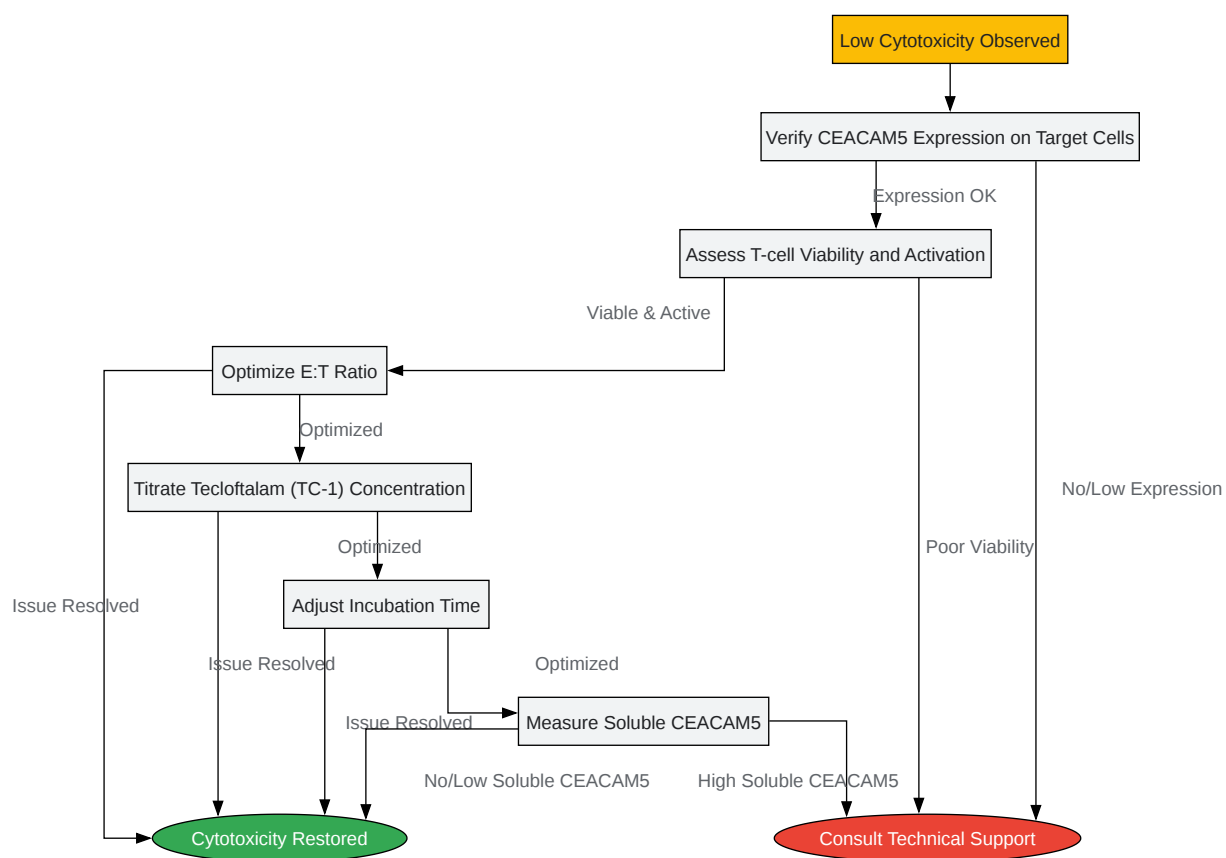 Low Cytotoxicity Observed
Verify CEACAM5 Expression on Target Cells
Expression OK
Assess T-cell Viability and Activation
Viable & Active
Optimize E:T Ratio
Optimized
Titrate Tecloftalam (TC-1) Concentration
No/Low Expression
Optimized
Poor Viability
Adjust Incubation Time
Issue Resolved
Issue Resolved
Optimized
Issue Resolved
Measure Soluble CEACAM5
No/Low Soluble CEACAM5
High Soluble CEACAM5
Cytotoxicity Restored
Consult Technical Support